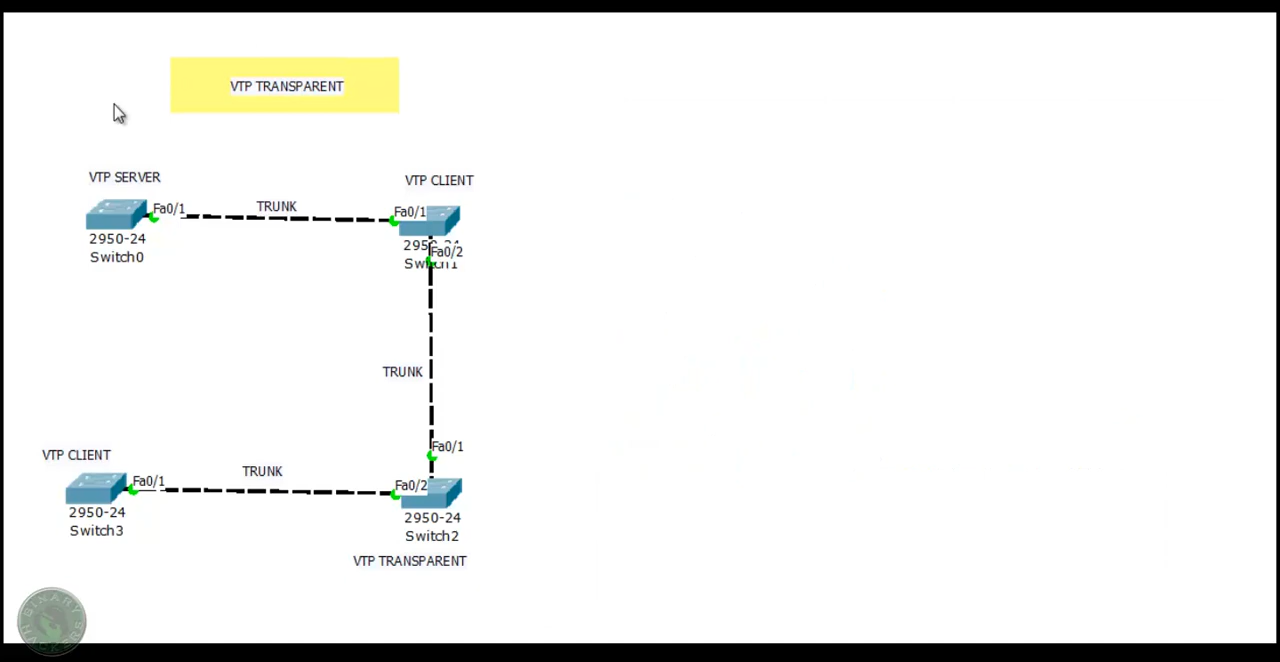 VTP TRANSPARENT
VTP SERVER
VTP CLIENT
Fa0/1
TRUNK
Fa0/1
2950-24
Switch0
Fa0/2
TRUNK
Fa0/1
VTP CLIENT
Fa0/1
TRUNK
Fa0/2
2950-24
Switch3
2950-24
Switch2
VTP TRANSPARENT